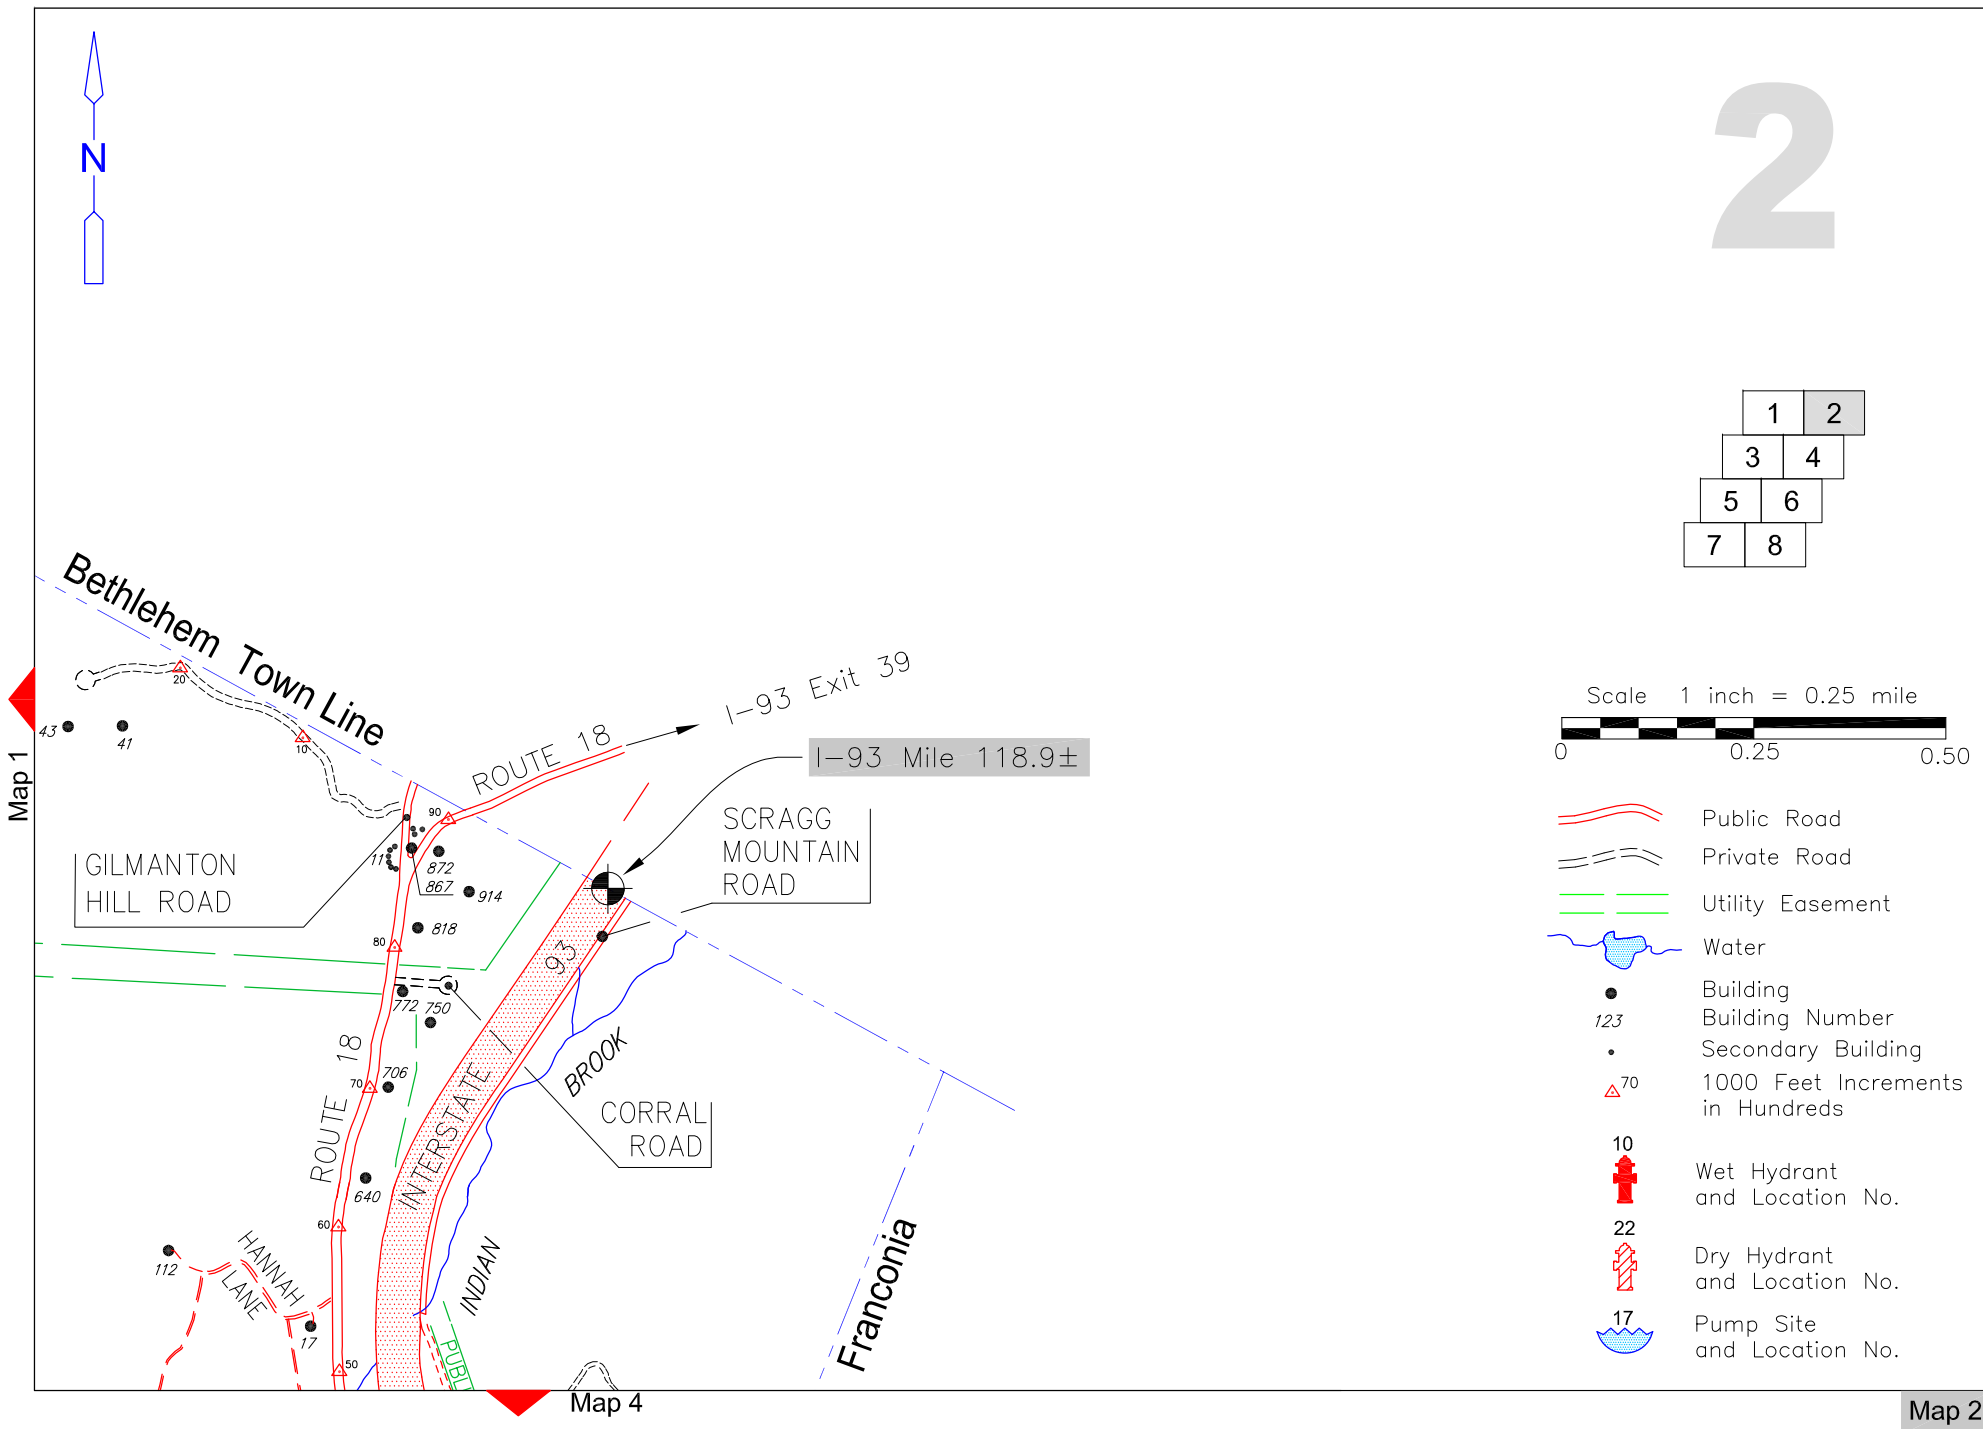 N
2
1
2
3
4
5
6
7
8
Bethlehem Town Line
20
10
43
41
Map 1
I-93 Exit 39
ROUTE 18
I-93 Mile 118.9±
SCRAGG
MOUNTAIN
ROAD
90
GILMANTON
HILL ROAD
11
872
867
914
818
80
93
772
750
ROUTE 18
70
706
BROOK
CORRAL
ROAD
INTERSTATE
640
60
HANNAH
LANE
112
17
INDIAN
50
PUBL
Franconia
Map 4
Scale 1 inch = 0.25 mile
0 0.25 0.50
Public Road
Private Road
Utility Easement
Water
Building
123 Building Number
Secondary Building
70 1000 Feet Increments
in Hundreds
10
Wet Hydrant
and Location No.
22
Dry Hydrant
and Location No.
17
Pump Site
and Location No.
Map 2